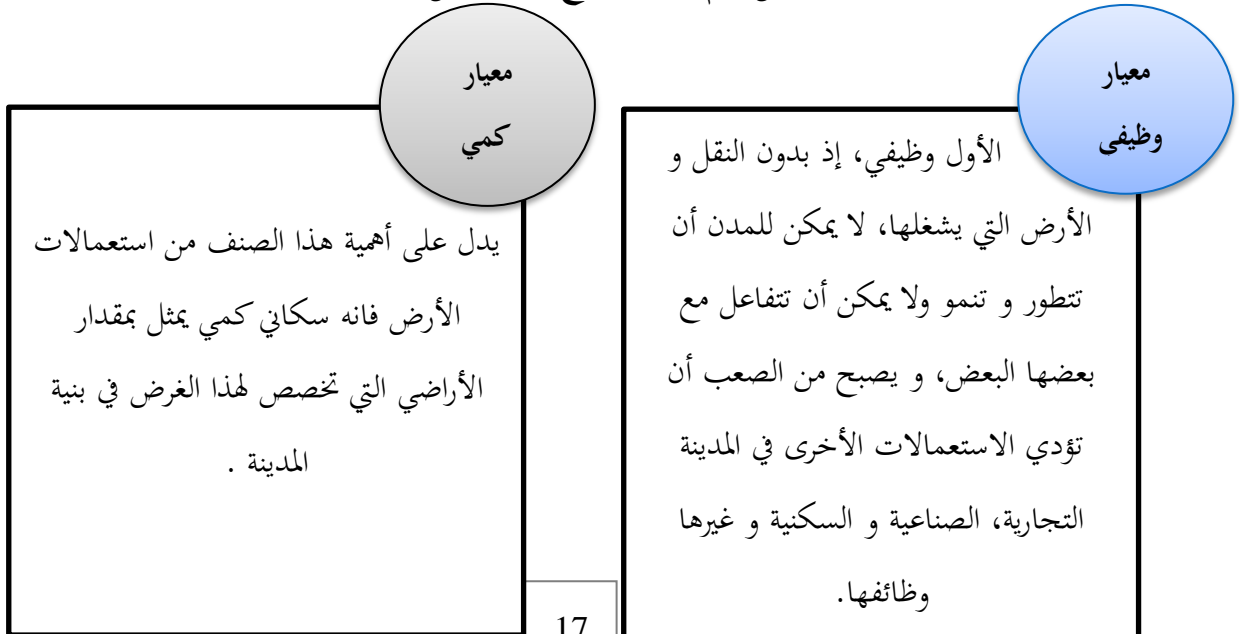 معيار
وظيفى
الأول وظيفي، إذ بدون النقل و
الأرض التي يشغلها، لا يمكن للمدن أن
تتطور و تنمو ولا يمكن أن تتفاعل مع
بعضها البعض، و يصبح من الصعب أن
تؤدي الاستعمالات الأخرى في المدينة
التجارية، الصناعية و السكنية و غيرها
وظائفها.
معيار
كمي
يدل على أهمية هذا الصنف من استعمالات
الأرض فانه سكاني كمي يمثل بمقدار
الأراضي التي تخصص لهذا الغرض في بنية
المدينة .
17